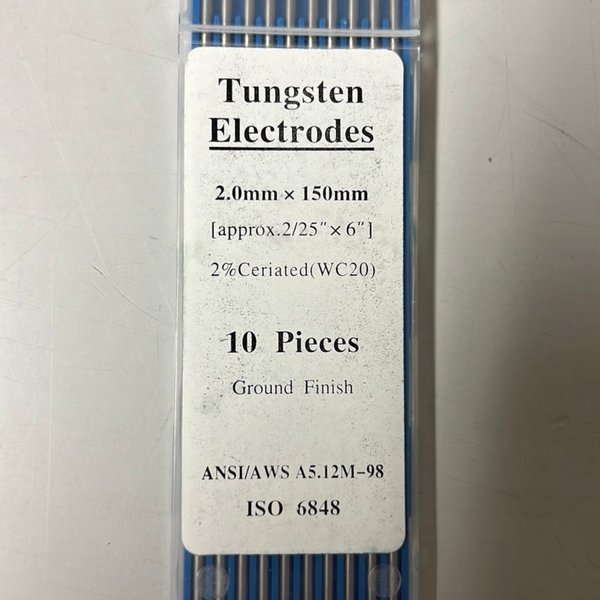 Tungsten
Electrodes
2.0mm × 150mm
[approx.2/25"×6"]
2%Ceriated(WC20)
10 Pieces
Ground Finish
ANSI/AWS A5.12M-98
ISO 6848